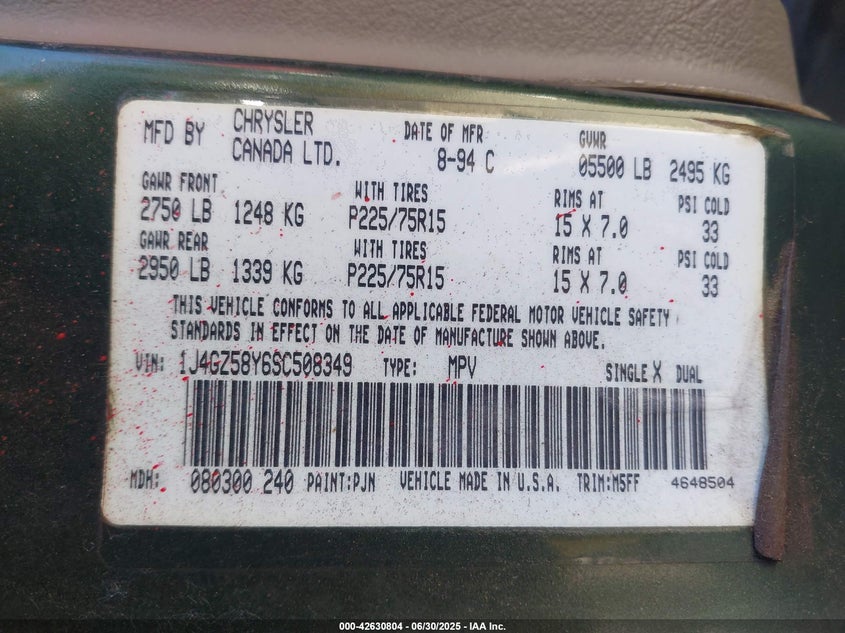 MFD BY CHRYSLER CANADA LTD. DATE OF MFR 8-94 C GVWR 05500 LB 2495 KG
GAWR FRONT WITH TIRES RIMS AT PSI COLD
2750 LB 1248 KG P225/75R15 15 X 7.0 33
GAWR REAR WITH TIRES RIMS AT PSI COLD
2950 LB 1339 KG P225/75R15 15 X 7.0 33
THIS VEHICLE CONFORMS TO ALL APPLICABLE FEDERAL MOTOR VEHICLE SAFETY
STANDARDS IN EFFECT ON THE DATE OF MANUFACTURE SHOWN ABOVE.
VIN: 1J4GZ58Y6SC508349 TYPE: MPV SINGLE X DUAL
MDH: 080300 240 PAINT:PJN VEHICLE MADE IN U.S.A. TRIM:M5FF 4648504
000-42630804 / 06/30/2025 - IAA Inc.